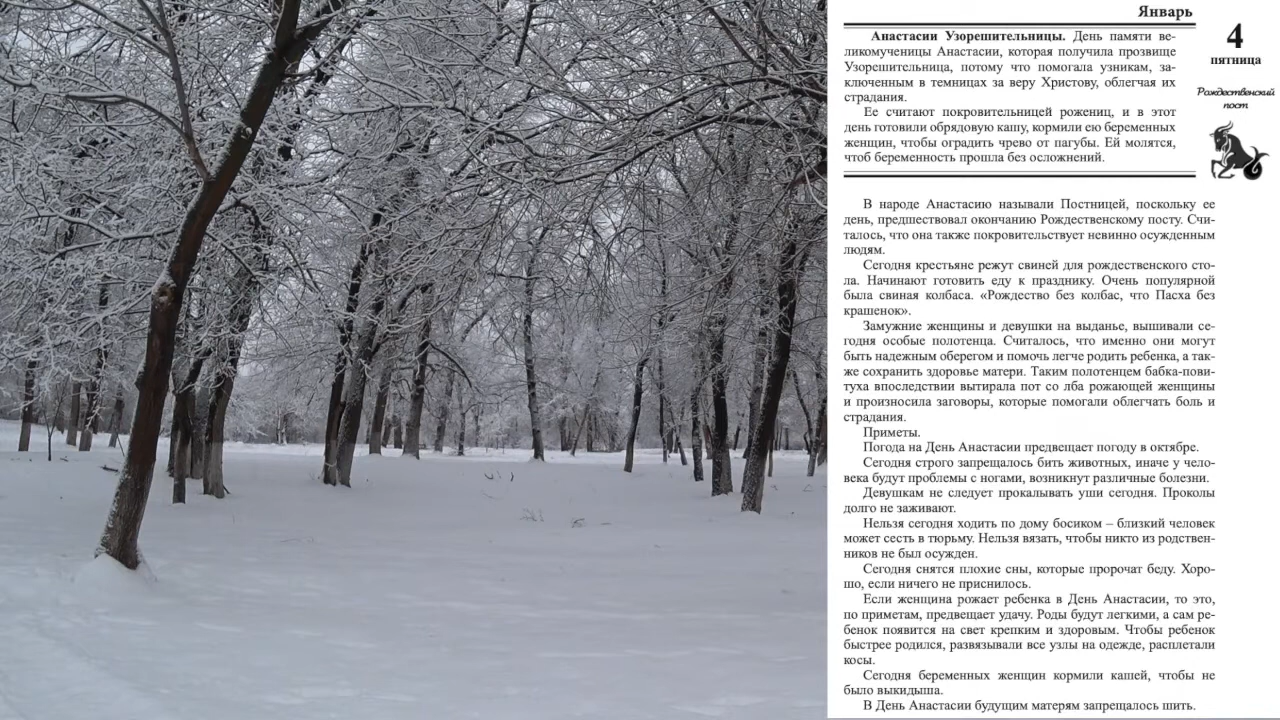 Январь
Анастасии Узорешительницы. День памяти ве-
ликомученицы Анастасии, которая получила прозвище
Узорешительница, потому что помогала узникам, за-
ключенным в темницах за веру Христову, облегчая их
страдания.
Ее считают покровительницей рожениц, и в этот
день готовили обрядовую кашу, кормили ею беременных
женщин, чтобы оградить чрево от пагубы. Ей молятся,
чтоб беременность прошла без осложнений.
4
пятница
Рождественский
пост
В народе Анастасию называли Постницей, поскольку ее
день, предшествовал окончанию Рождественскому посту. Счи-
талось, что она также покровительствует невинно осужденным
людям.
Сегодня крестьяне режут свиней для рождественского сто-
ла. Начинают готовить еду к празднику. Очень популярной
была свиная колбаса. «Рождество без колбас, что Пасха без
крашенок».
Замужние женщины и девушки на выданье, вышивали се-
годня особые полотенца. Считалось, что именно они могут
быть надежным оберегом и помочь легче родить ребенка, а так-
же сохранить здоровье матери. Таким полотенцем бабка-пови-
туха впоследствии вытирала пот со лба рожающей женщины
и произносила заговоры, которые помогали облегчать боль и
страдания.
Приметы.
Погода на День Анастасии предвещает погоду в октябре.
Сегодня строго запрещалось бить животных, иначе у чело-
века будут проблемы с ногами, возникнут различные болезни.
Девушкам не следует прокалывать уши сегодня. Проколы
долго не заживают.
Нельзя сегодня ходить по дому босиком – близкий человек
может сесть в тюрьму. Нельзя вязать, чтобы никто из родствен-
ников не был осужден.
Сегодня снятся плохие сны, которые пророчат беду. Хоро-
шо, если ничего не приснилось.
Если женщина рожает ребенка в День Анастасии, то это,
по приметам, предвещает удачу. Роды будут легкими, а сам ре-
бенок появится на свет крепким и здоровым. Чтобы ребенок
быстрее родился, развязывали все узлы на одежде, расплетали
косы.
Сегодня беременных женщин кормили кашей, чтобы не
было выкидыша.
В День Анастасии будущим матерям запрещалось шить.